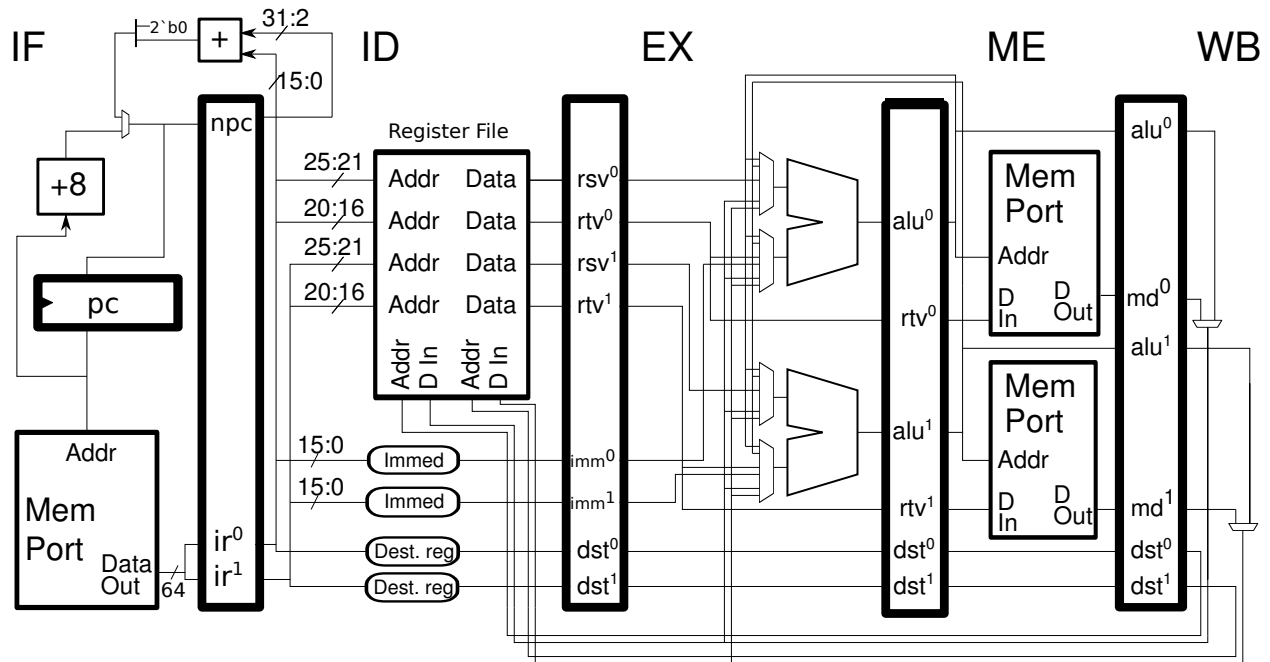 IF
ID
EX
ME
WB
2`b0
+
31:2
15:0
npc
+8
pc
Addr
Mem
Port
Data
Out
64
ir⁰
ir¹
Register File
25:21
Addr
Data
20:16
Addr
Data
25:21
Addr
Data
20:16
Addr
Data
Addr
D In
Addr
D In
15:0
Immed
15:0
Immed
Dest. reg
Dest. reg
rsv⁰
rtv⁰
rsv¹
rtv¹
imm⁰
imm¹
dst⁰
dst¹
alu⁰
rtv⁰
alu¹
rtv¹
dst⁰
dst¹
Mem
Port
Addr
D
In
D
Out
Mem
Port
Addr
D
In
D
Out
alu⁰
md⁰
alu¹
md¹
dst⁰
dst¹